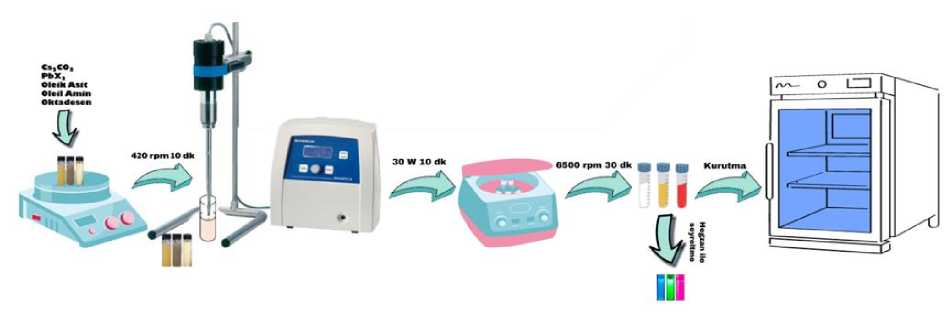 Cs₂CO₃
PbX₂
Oleik Asit
Oleil Amin
Oktadesen
420 rpm 10 dk
30 W 10 dk
6500 rpm 30 dk
Kurutma
Hegzan ile
seyreltme